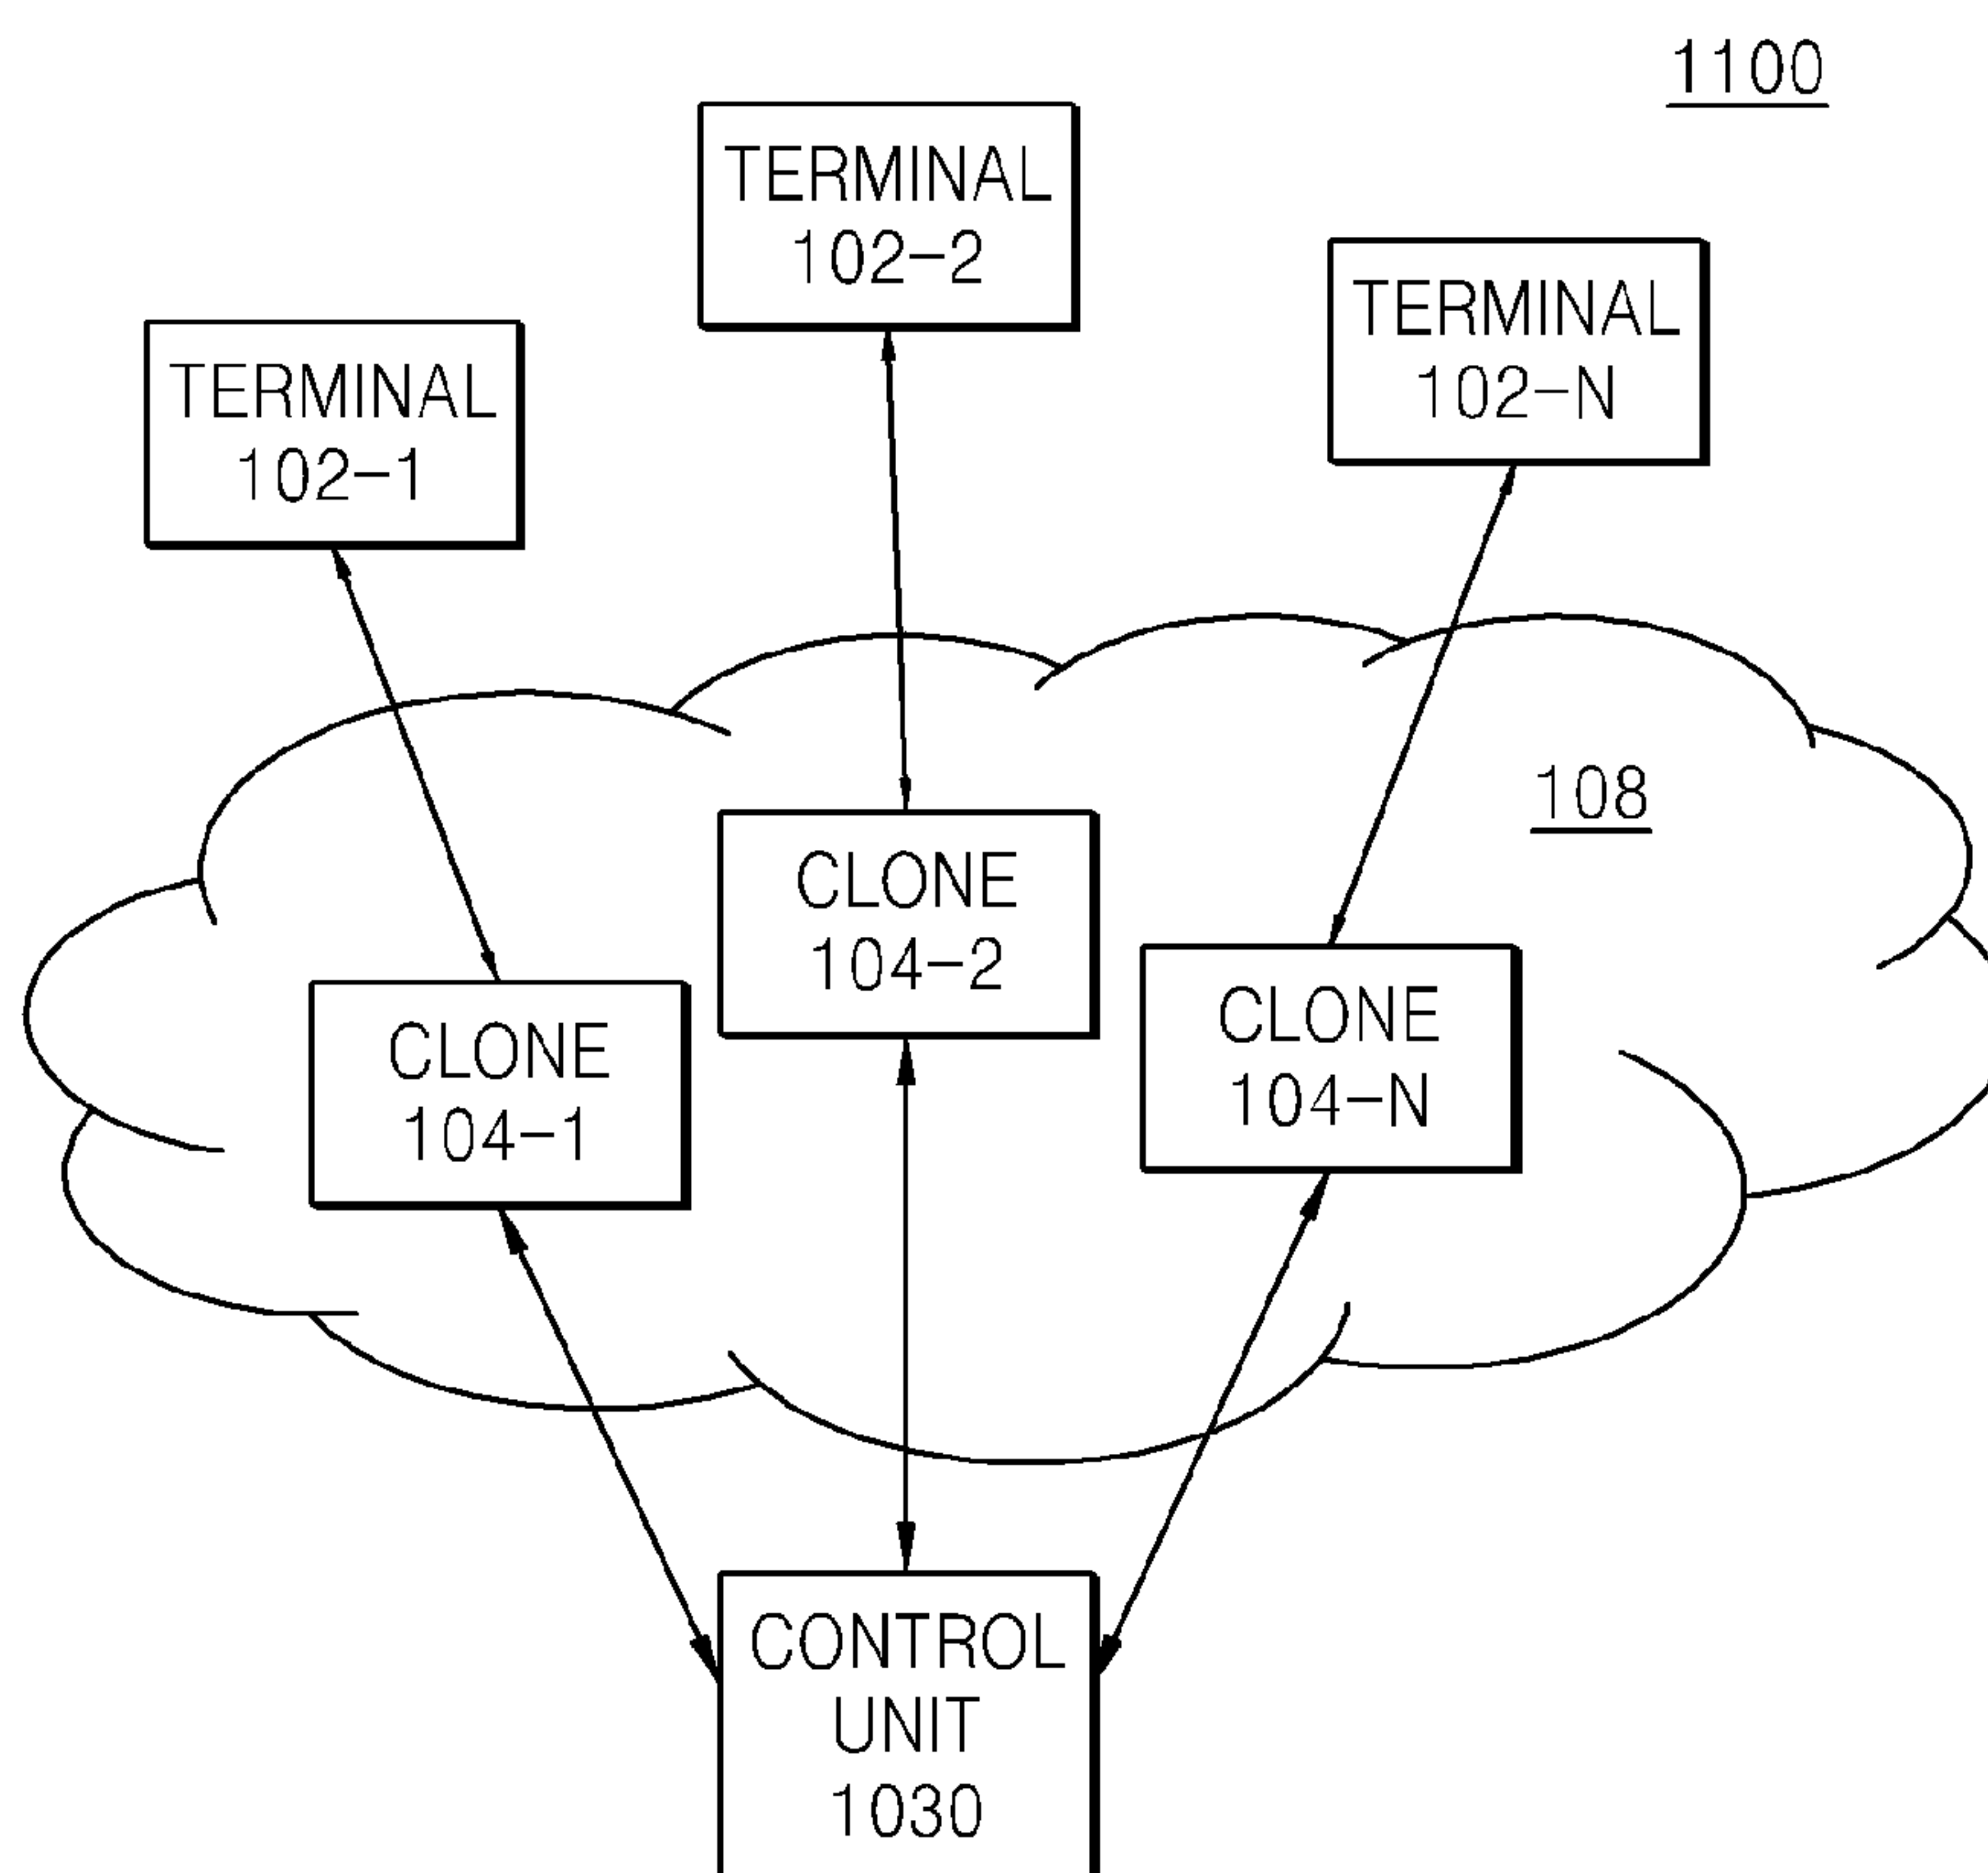 1100
TERMINAL
102-2
TERMINAL
102-N
TERMINAL
102-1
108
CLONE
104-2
CLONE
104-N
CLONE
104-1
CONTROL
UNIT
1030